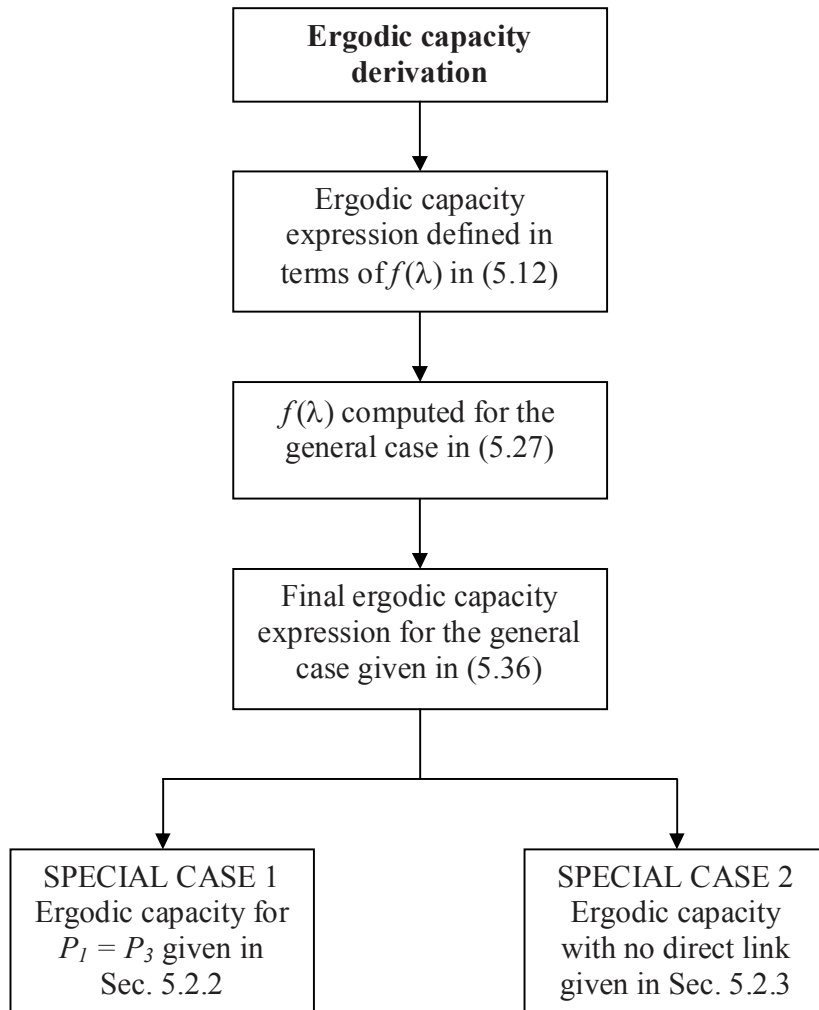 Ergodic capacity
derivation
Ergodic capacity
expression defined in
terms of f(λ) in (5.12)
f(λ) computed for the
general case in (5.27)
Final ergodic capacity
expression for the general
case given in (5.36)
SPECIAL CASE 1
Ergodic capacity for
P1 = P3 given in
Sec. 5.2.2
SPECIAL CASE 2
Ergodic capacity
with no direct link
given in Sec. 5.2.3